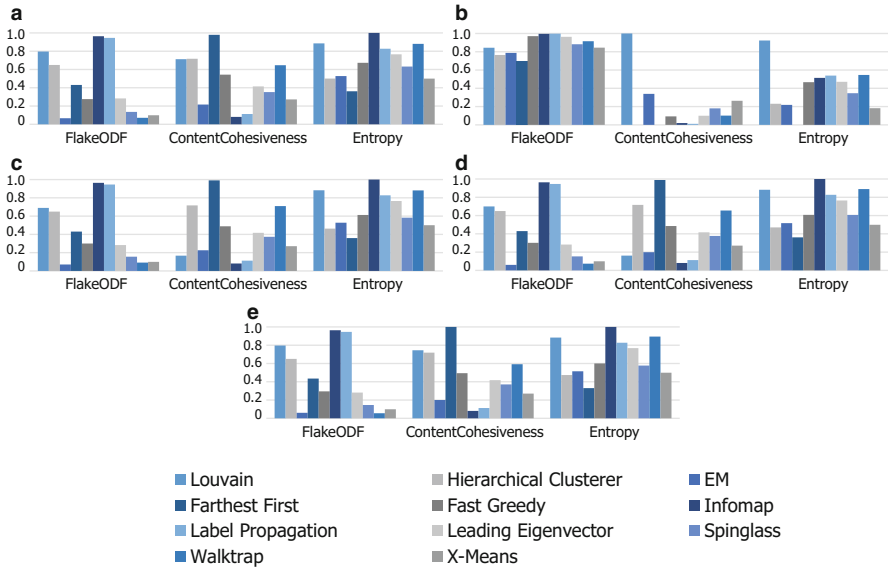 a
1.0
0.8
0.6
0.4
0.2
0
FlakeODF ContentCohesiveness Entropy
b
1.0
0.8
0.6
0.4
0.2
0
FlakeODF ContentCohesiveness Entropy
c
1.0
0.8
0.6
0.4
0.2
0
FlakeODF ContentCohesiveness Entropy
d
1.0
0.8
0.6
0.4
0.2
0
FlakeODF ContentCohesiveness Entropy
e
1.0
0.8
0.6
0.4
0.2
0
FlakeODF ContentCohesiveness Entropy
Louvain Hierarchical Clusterer EM
Farthest First Fast Greedy Infomap
Label Propagation Leading Eigenvector Spinglass
Walktrap X-Means